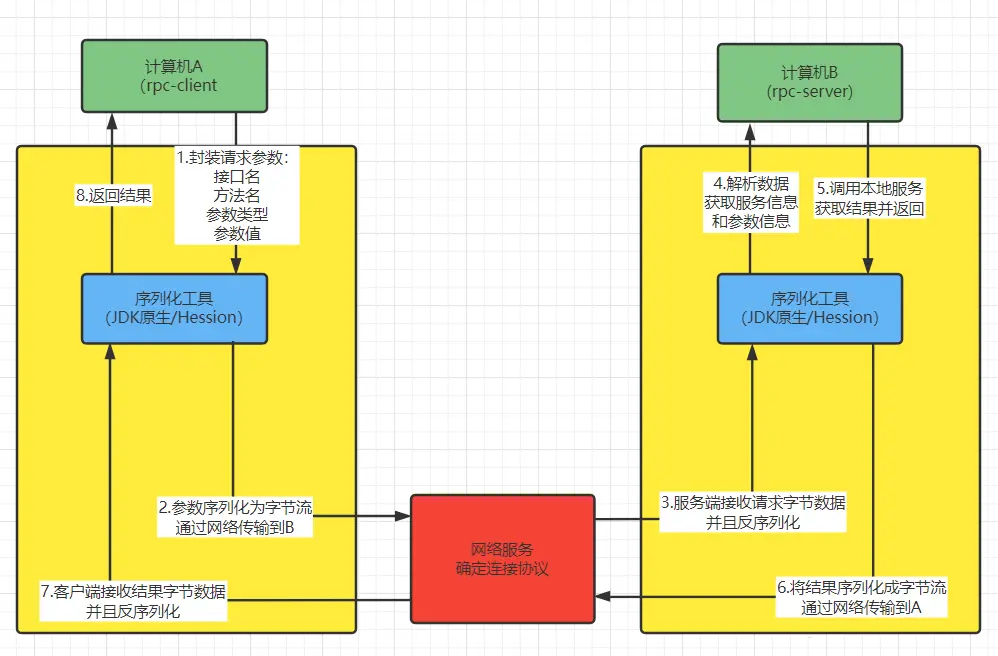 计算机A
(rpc-client
计算机B
(rpc-server)
1.封装请求参数：
接口名
方法名
参数类型
参数值
8.返回结果
4.解析数据
获取服务信息
和参数信息
5.调用本地服务
获取结果并返回
序列化工具
(JDK原生/Hession)
序列化工具
(JDK原生/Hession)
2.参数序列化为字节流
通过网络传输到B
网络服务
确定连接协议
3.服务端接收请求字节数据
并且反序列化
7.客户端接收结果字节数据
并且反序列化
6.将结果序列化成字节流
通过网络传输到A